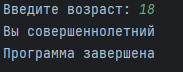 Введите возраст: 18
Вы совершеннолетний
Программа завершена